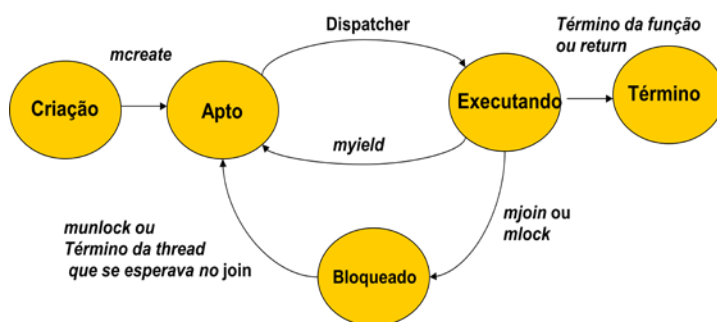 Dispatcher
Término da função
ou return
mcreate
Criação
Apto
Executando
Término
myield
mjoin ou
mlock
munlock ou
Término da thread
que se esperava no join
Bloqueado